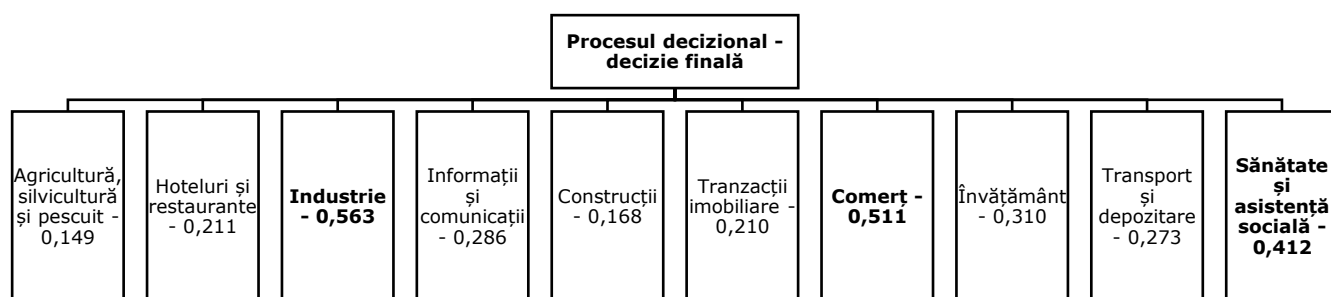 Procesul decizional -
decizie finală
Agricultură,
silvicultură
și pescuit -
0,149
Hoteluri și
restaurante
- 0,211
Industrie
- 0,563
Informații
și
comunicații
- 0,286
Construcții
- 0,168
Tranzacții
imobiliare -
0,210
Comerț -
0,511
Învățământ
- 0,310
Transport
și
depozitare
- 0,273
Sănătate
și
asistență
socială -
0,412